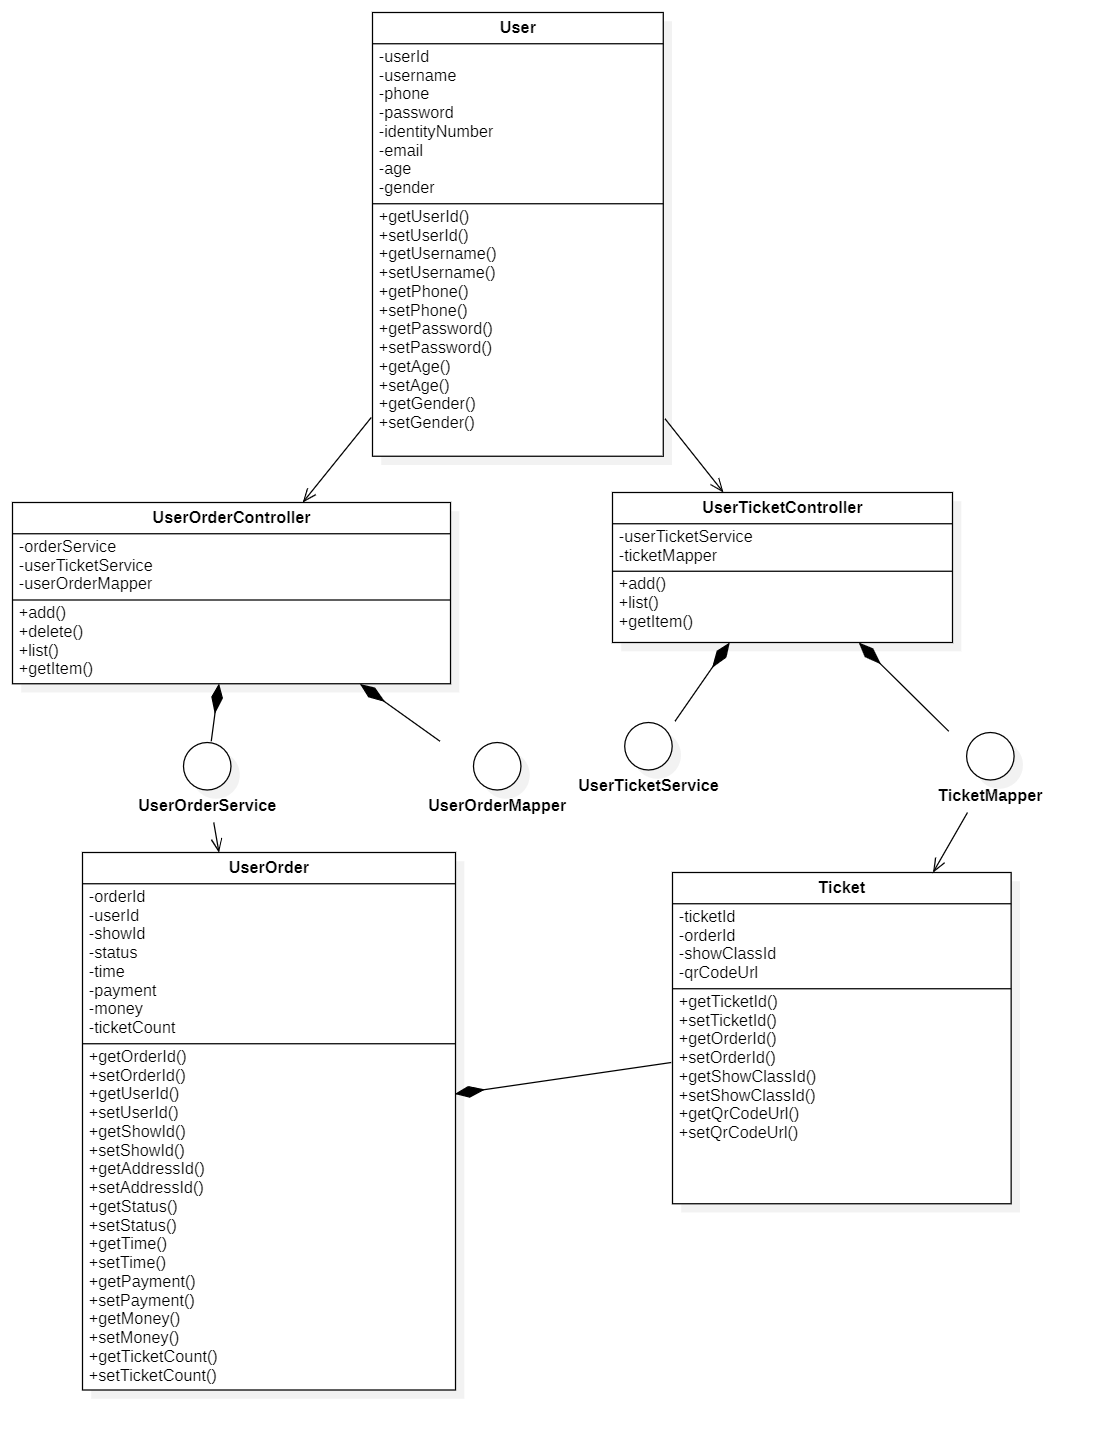 User
-userId
-username
-phone
-password
-identityNumber
-email
-age
-gender
+getUserId()
+setUserId()
+getUsername()
+setUsername()
+getPhone()
+setPhone()
+getPassword()
+setPassword()
+getAge()
+setAge()
+getGender()
+setGender()
UserOrderController
-orderService
-userTicketService
-userOrderMapper
+add()
+delete()
+list()
+getItem()
UserTicketController
-userTicketService
-ticketMapper
+add()
+list()
+getItem()
UserOrderService
UserOrderMapper
UserTicketService
TicketMapper
UserOrder
-orderId
-userId
-showId
-status
-time
-payment
-money
-ticketCount
+getOrderId()
+setOrderId()
+getUserId()
+setUserId()
+getShowId()
+setShowId()
+getAddressId()
+setAddressId()
+getStatus()
+setStatus()
+getTime()
+setTime()
+getPayment()
+setPayment()
+getMoney()
+setMoney()
+getTicketCount()
+setTicketCount()
Ticket
-ticketId
-orderId
-showClassId
-qrCodeUrl
+getTicketId()
+setTicketId()
+getOrderId()
+setOrderId()
+getShowClassId()
+setShowClassId()
+getQrCodeUrl()
+setQrCodeUrl()